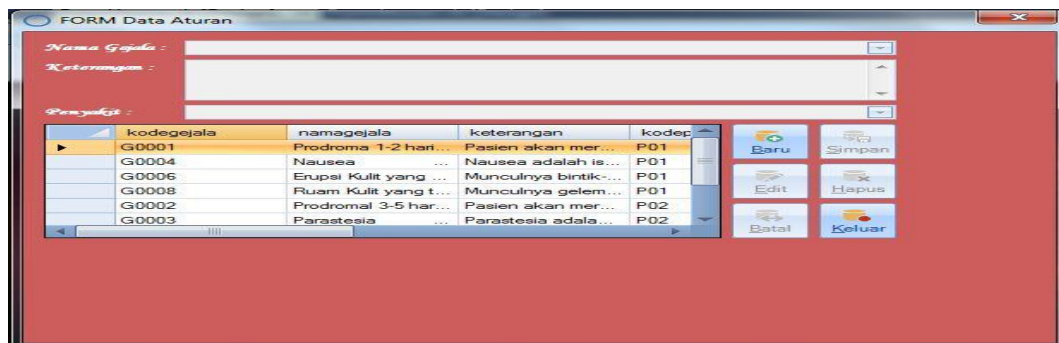 FORM Data Aturan
Nama Gejala :
Keterangan :
Penyakit :
kodegejala namagejala keterangan kodep
G0001 Prodroma 1-2 hari... Pasien akan mer... P01
G0004 Nausea ... Nausea adalah is... P01
G0006 Erupsi Kulit yang ... Munculnya bintik-... P01
G0008 Ruam Kulit yang t... Munculnya gelem... P01
G0002 Prodromal 3-5 har... Pasien akan mer... P02
G0003 Parastesia ... Parastesia adala... P02
Baru Simpan
Edit Hapus
Batal Keluar